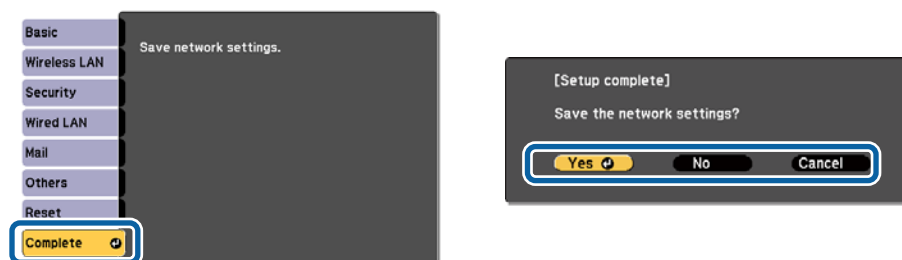 Basic
Save network settings.
Wireless LAN
Security
Wired LAN
Mail
Others
Reset
Complete
[Setup complete]
Save the network settings?
Yes No Cancel